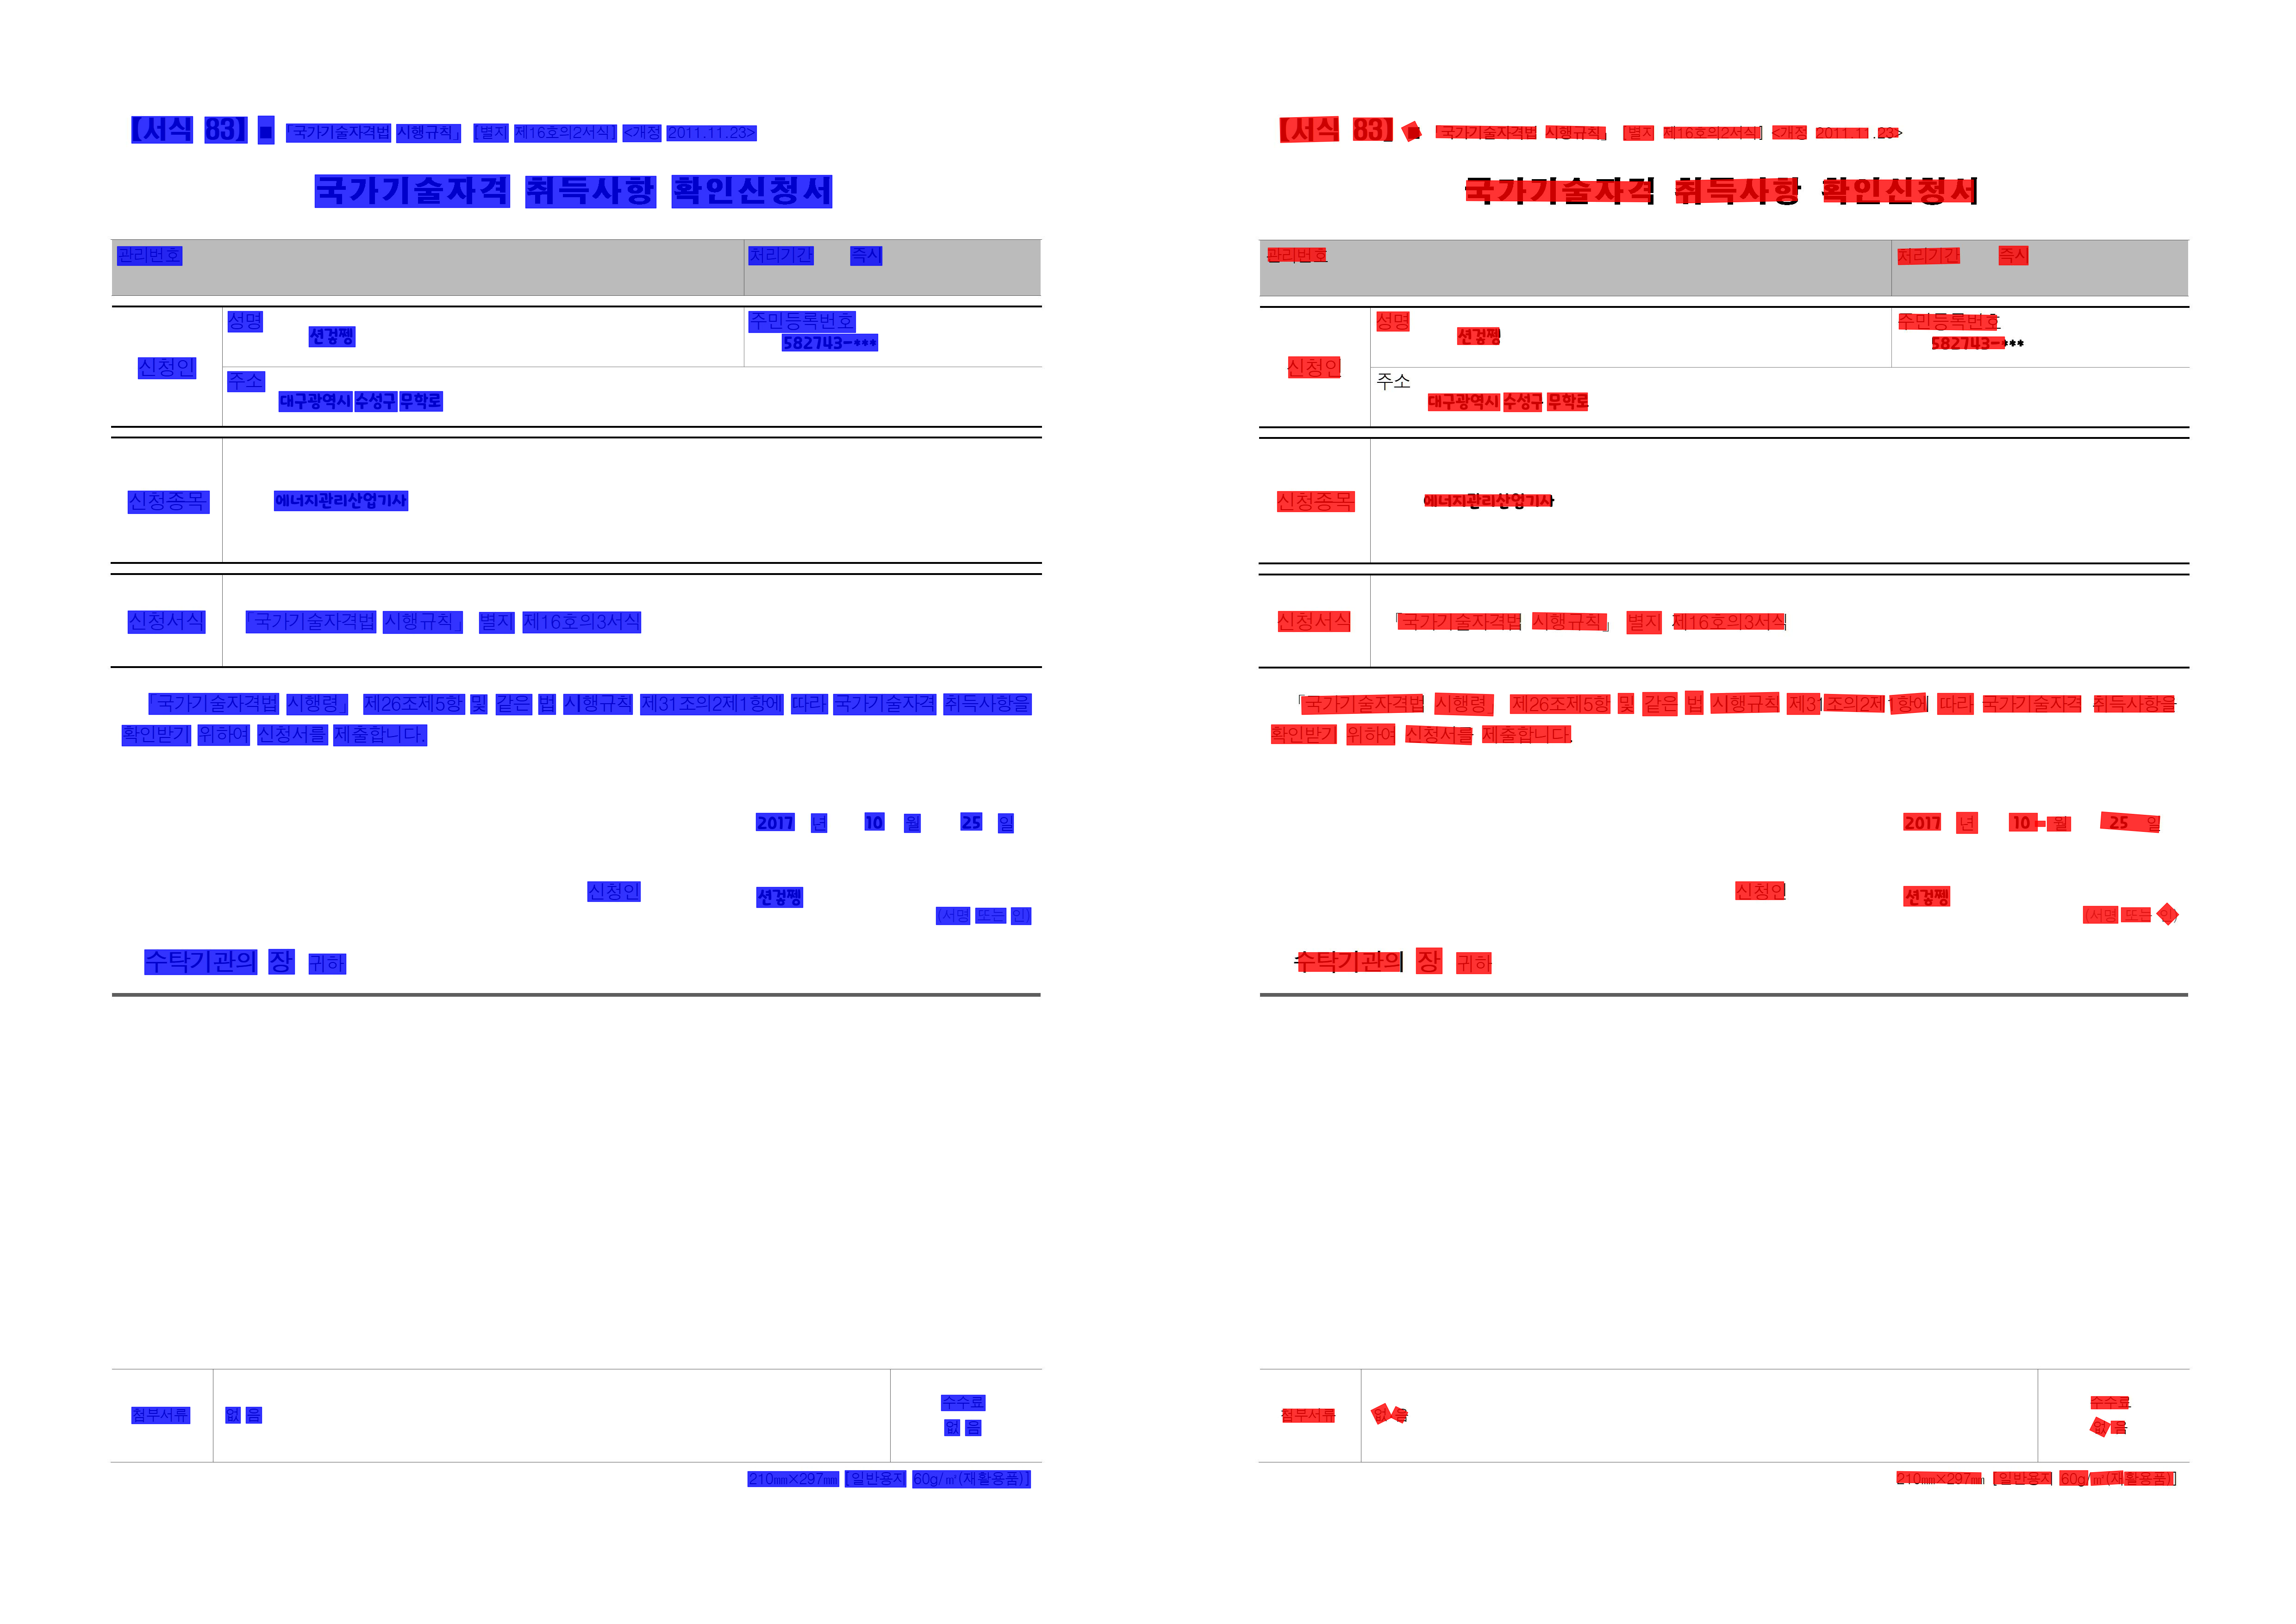 【서식 83】 ■ 「국가기술자격법 시행규칙」 [별지 제16호의2서식] <개정 2011.11.23>
국가기술자격 취득사항 확인신청서
관리번호 처리기간 즉시
성명 션겊쩽 주민등록번호
582743-***
신청인
주소
대구광역시 수성구 무학로
신청종목 에너지관리산업기사
신청서식 「국가기술자격법 시행규칙」 별지 제16호의3서식
「국가기술자격법 시행령」 제26조제5항 및 같은 법 시행규칙 제31조의2제1항에 따라 국가기술자격 취득사항을
확인받기 위하여 신청서를 제출합니다.
2017 년 10 월 25 일
신청인 션겊쩽
(서명 또는 인)
수탁기관의 장 귀하
첨부서류 없 음 수수료
없 음
210㎜×297㎜ [일반용지 60g/㎡(재활용품)]
【서식 83】 ■ 「국가기술자격법 시행규칙」 [별지 제16호의2서식] <개정 2011.11.23>
국가기술자격 취득사항 확인신청서
관리번호 처리기간 즉시
성명 션겊쩽 주민등록번호
582743-***
신청인
주소
대구광역시 수성구 무학로
신청종목 에너지관리산업기사
신청서식 「국가기술자격법 시행규칙」 별지 제16호의3서식
「국가기술자격법 시행령」 제26조제5항 및 같은 법 시행규칙 제31조의2제1항에 따라 국가기술자격 취득사항을
확인받기 위하여 신청서를 제출합니다.
2017 년 10 월 25 일
신청인 션겊쩽
(서명 또는 인)
수탁기관의 장 귀하
첨부서류 없 음 수수료
없 음
210㎜×297㎜ [일반용지 60g/㎡(재활용품)]